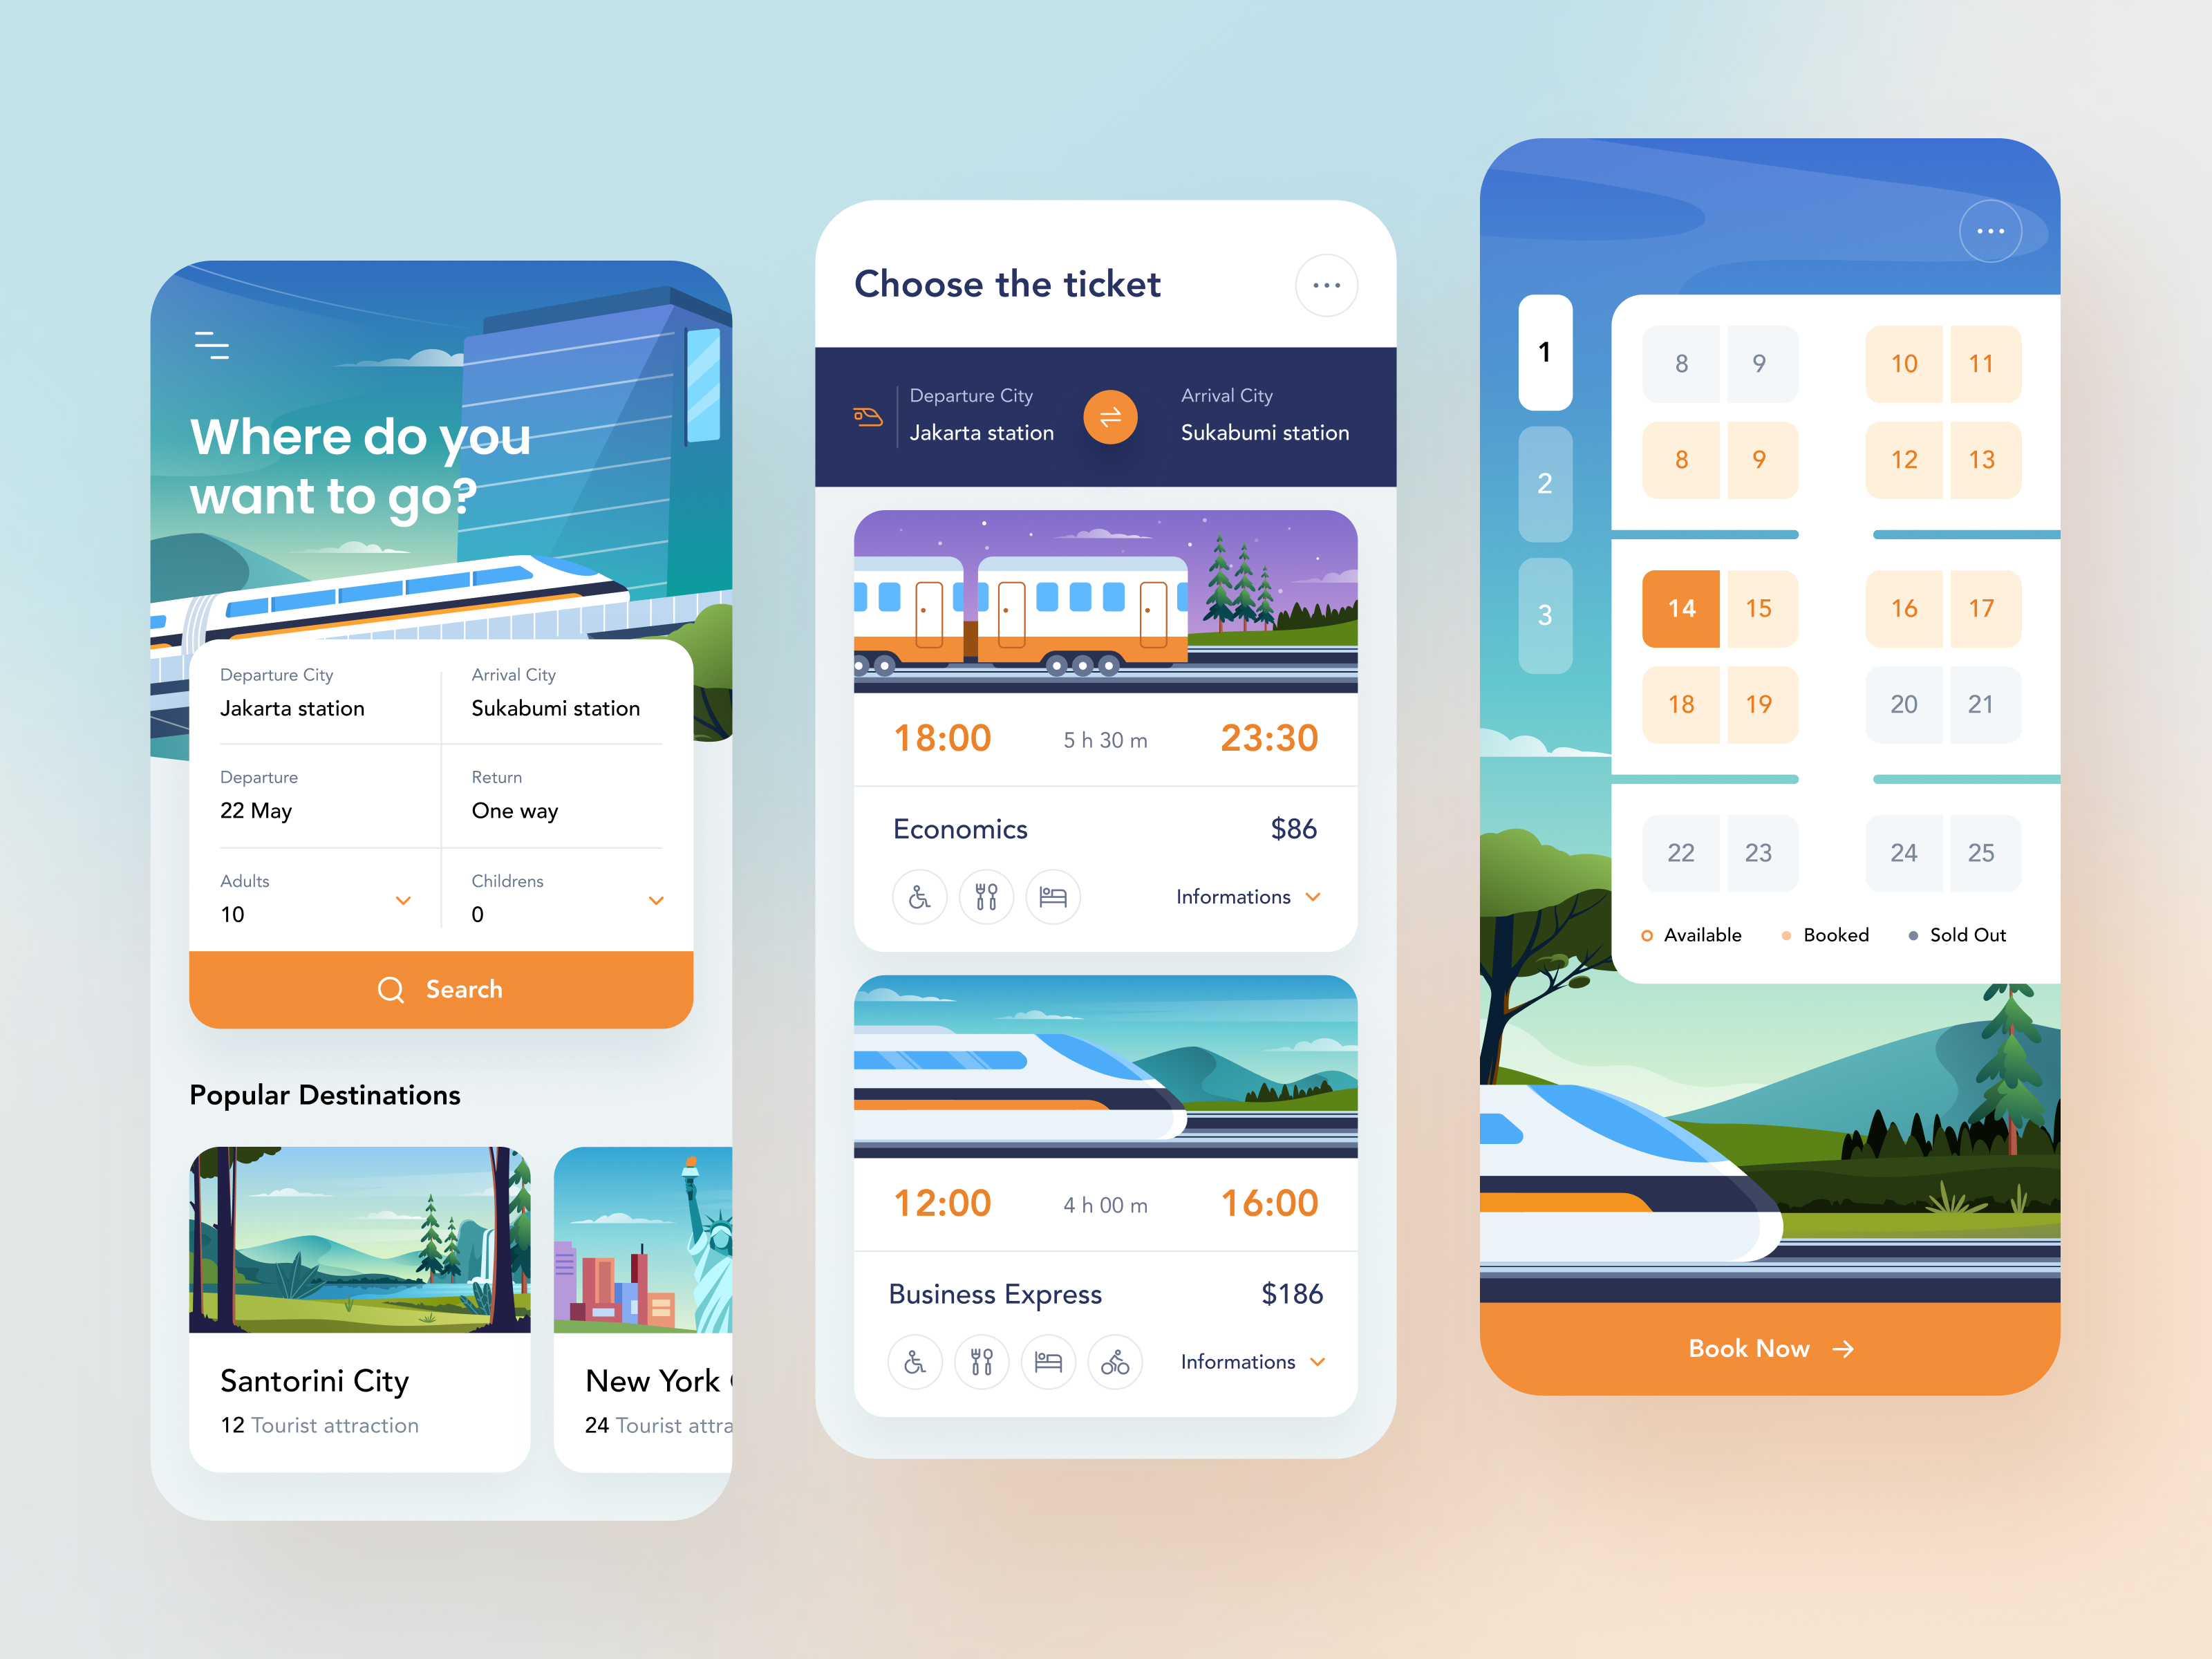 Where do you
want to go?
Departure City
Jakarta station
Arrival City
Sukabumi station
Departure
22 May
Return
One way
Adults
10
Childrens
0
Search
Popular Destinations
Santorini City
12 Tourist attraction
New York
24 Tourist attra
Choose the ticket
Departure City
Jakarta station
Arrival City
Sukabumi station
18:00 5 h 30 m 23:30
Economics $86
Informations
12:00 4 h 00 m 16:00
Business Express $186
Informations
1
2
3
8 9 10 11
8 9 12 13
14 15 16 17
18 19 20 21
22 23 24 25
Available Booked Sold Out
Book Now